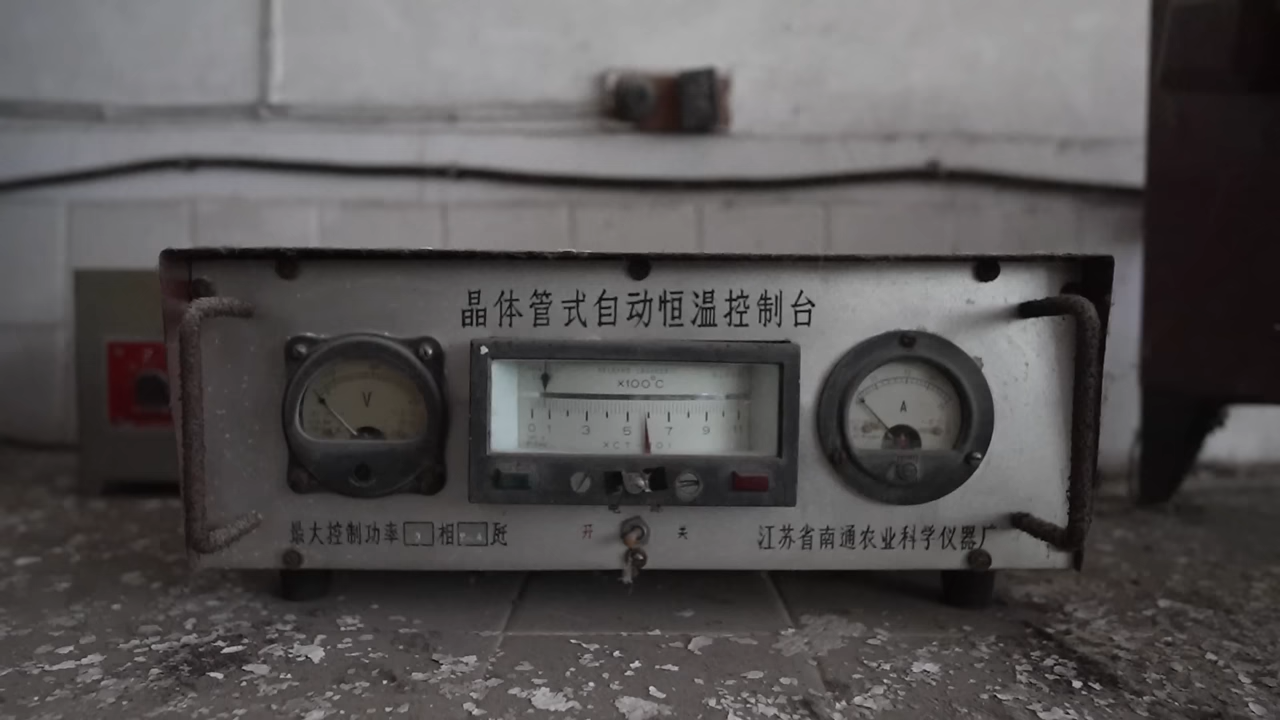 晶体管式自动恒温控制台
V
×100°C
0 1 3 5 7 9 11
XCT 01
A
最大控制功率 相 瓩
开 关
江苏省南通农业科学仪器厂